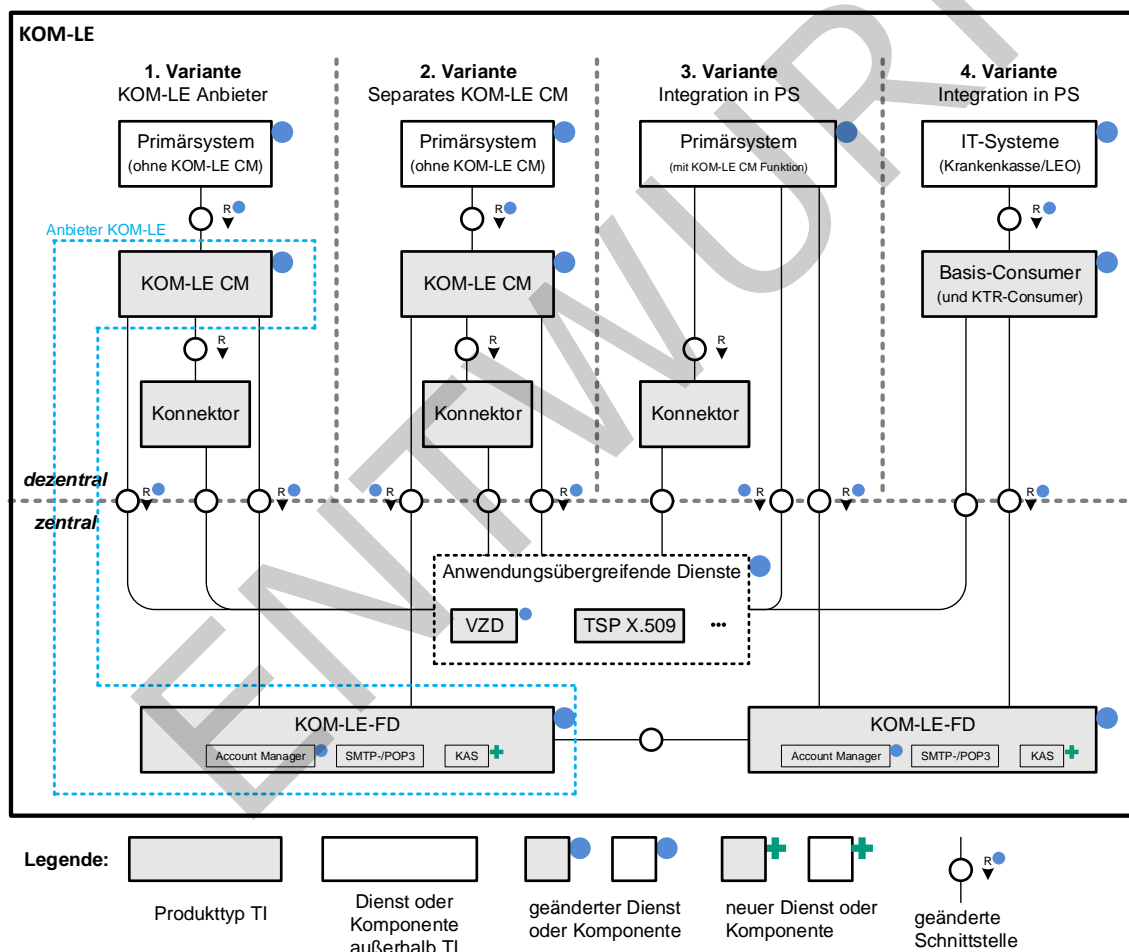 KOM-LE
1. Variante
KOM-LE Anbieter
2. Variante
Separates KOM-LE CM
3. Variante
Integration in PS
4. Variante
Integration in PS
Primärsystem
(ohne KOM-LE CM)
Primärsystem
(ohne KOM-LE CM)
Primärsystem
(mit KOM-LE CM Funktion)
IT-Systeme
(Krankenkasse/LEO)
R
R
R
Anbieter KOM-LE
KOM-LE CM
KOM-LE CM
Basis-Consumer
(und KTR-Consumer)
R
R
R
Konnektor
Konnektor
Konnektor
dezentral
R
R
R
R
R
R
R
zentral
Anwendungsübergreifende Dienste
VZD
TSP X.509
...
KOM-LE-FD
Account Manager
SMTP-/POP3
KAS
KOM-LE-FD
Account Manager
SMTP-/POP3
KAS
ENTWURF
Legende:
Produkttyp TI
Dienst oder
Komponente
außerhalb TI
geänderter Dienst
oder Komponente
neuer Dienst oder
Komponente
R
geänderte
Schnittstelle